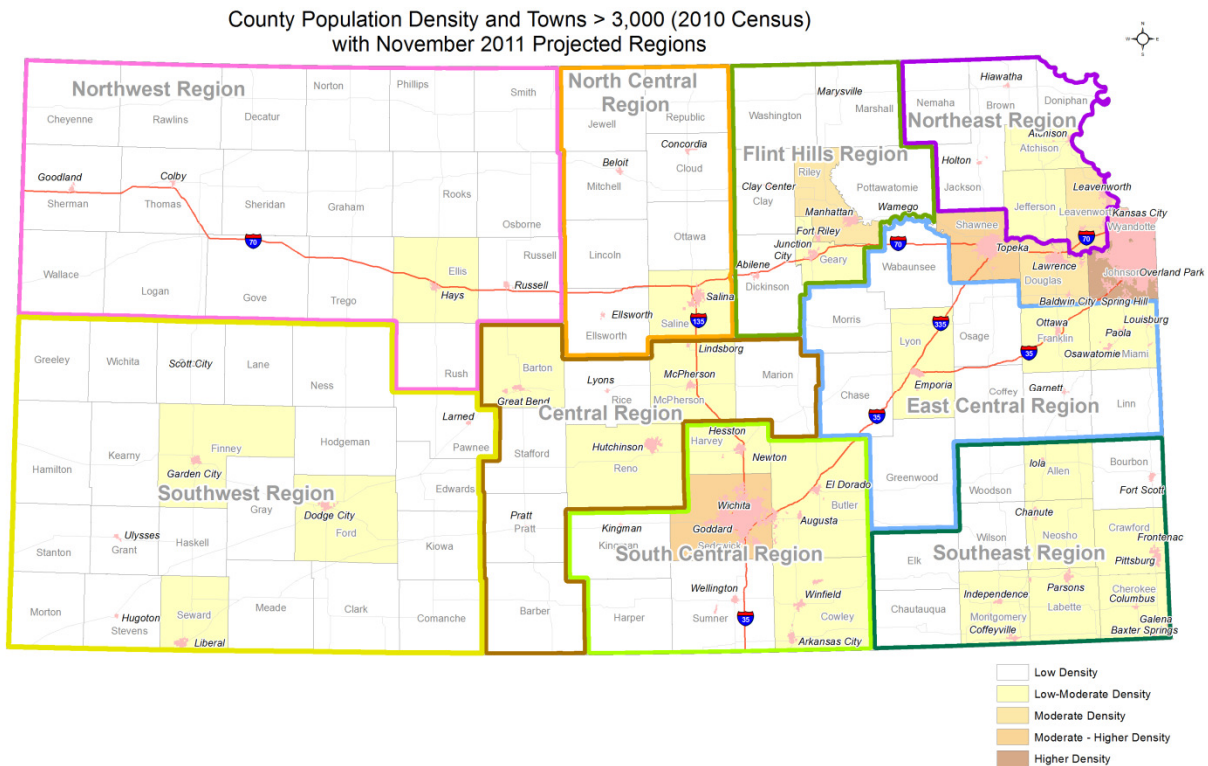 County Population Density and Towns > 3,000 (2010 Census)
with November 2011 Projected Regions
N
W E
S
Northwest Region
Cheyenne
Rawlins
Decatur
Norton
Phillips
Smith
Goodland
Sherman
Colby
Thomas
Sheridan
Graham
Rooks
Osborne
70
Wallace
Logan
Gove
Trego
Ellis
Hays
Russell
Russell
Rush
North Central
Region
Jewell
Republic
Concordia
Cloud
Beloit
Mitchell
Ottawa
Lincoln
Salina
Saline
135
Ellsworth
Ellsworth
Flint Hills Region
Washington
Marysville
Marshall
Riley
Clay Center
Clay
Pottawatomie
Manhattan
Wamego
Fort Riley
Junction
City
Geary
Abilene
Dickinson
70
Northeast Region
Hiawatha
Nemaha
Brown
Doniphan
Atchison
Atchison
Holton
Jackson
Jefferson
Leavenworth
Leavenworth
Kansas City
Wyandotte
70
Shawnee
Topeka
Lawrence
Douglas
Johnson
Overland Park
Baldwin City
Spring Hill
Wabaunsee
Morris
335
Osage
Lyon
Ottawa
Franklin
35
Louisburg
Paola
Osawatomie
Miami
Emporia
Chase
35
Coffey
Garnett
Linn
East Central Region
Greenwood
Greeley
Wichita
Scott City
Lane
Ness
Larned
Pawnee
Hodgeman
Finney
Garden City
Kearny
Hamilton
Southwest Region
Edwards
Gray
Dodge City
Ford
Ulysses
Grant
Haskell
Stanton
Kiowa
Morton
Hugoton
Stevens
Seward
Liberal
Meade
Clark
Comanche
Lindsborg
Barton
Great Bend
Lyons
Rice
McPherson
McPherson
Marion
Central Region
Stafford
Hutchinson
Reno
Pratt
Pratt
Barber
Hesston
Harvey
Newton
El Dorado
Butler
Wichita
Augusta
Goddard
Sedgwick
Kingman
Kingman
South Central Region
Harper
Wellington
Sumner
35
Winfield
Cowley
Arkansas City
Iola
Allen
Bourbon
Woodson
Fort Scott
Chanute
Wilson
Neosho
Crawford
Frontenac
Southeast Region
Pittsburg
Elk
Parsons
Independence
Cherokee
Columbus
Chautauqua
Montgomery
Labette
Galena
Coffeyville
Baxter Springs
Low Density
Low-Moderate Density
Moderate Density
Moderate - Higher Density
Higher Density